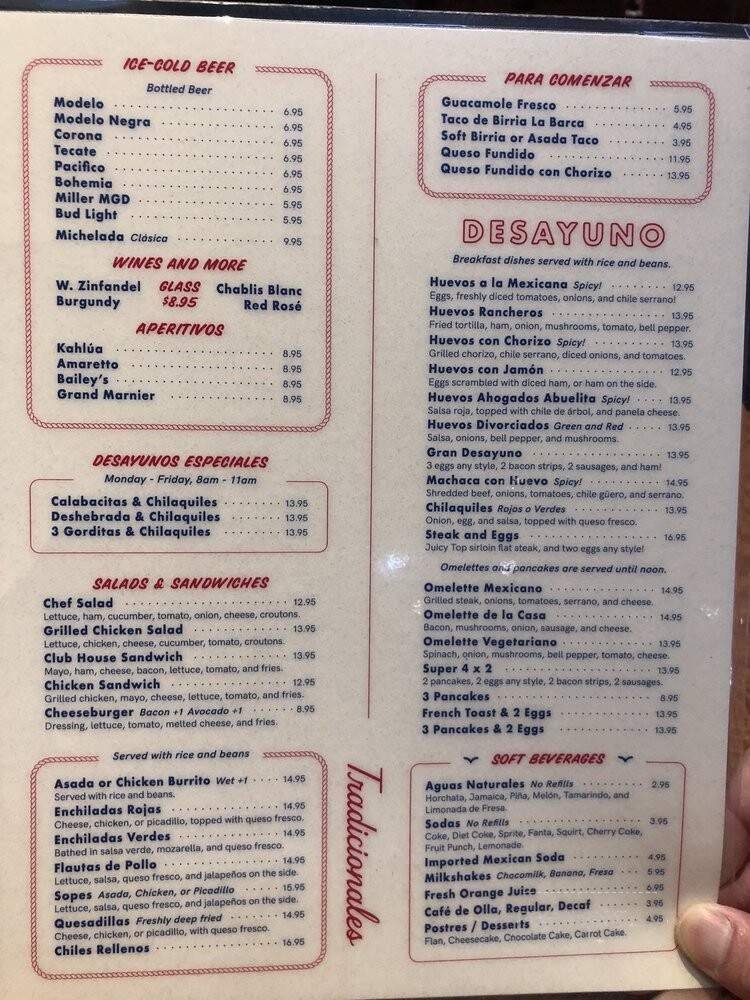 ICE-COLD BEER
Bottled Beer
Modelo 6.95
Modelo Negra 6.95
Corona 6.95
Tecate 6.95
Pacifico 6.95
Bohemia 6.95
Miller MGD 5.95
Bud Light 5.95
Michelada Clásica 9.95
WINES AND MORE
W. Zinfandel GLASS Chablis Blanc
Burgundy $8.95 Red Rosé
APERITIVOS
Kahlúa 8.95
Amaretto 8.95
Bailey's 8.95
Grand Marnier 8.95
DESAYUNOS ESPECIALES
Monday - Friday, 8am - 11am
Calabacitas & Chilaquiles 13.95
Deshebrada & Chilaquiles 13.95
3 Gorditas & Chilaquiles 13.95
SALADS & SANDWICHES
Chef Salad 12.95
Lettuce, ham, cucumber, tomato, onion, cheese, croutons.
Grilled Chicken Salad 13.95
Lettuce, chicken, cheese, cucumber, tomato, croutons.
Club House Sandwich 13.95
Mayo, ham, cheese, bacon, lettuce, tomato, and fries.
Chicken Sandwich 12.95
Grilled chicken, mayo, cheese, lettuce, tomato, and fries.
Cheeseburger Bacon +1 Avocado +1 8.95
Dressing, lettuce, tomato, melted cheese, and fries.
Served with rice and beans
Asada or Chicken Burrito Wet +1 14.95
Served with rice and beans.
Enchiladas Rojas 14.95
Cheese, chicken, or picadillo, topped with queso fresco.
Enchiladas Verdes 14.95
Bathed in salsa verde, mozarella, and queso fresco.
Flautas de Pollo 14.95
Lettuce, salsa, queso fresco, and jalapeños on the side.
Sopes Asada, Chicken, or Picadillo 15.95
Lettuce, salsa, queso fresco, and jalapeños on the side.
Quesadillas Freshly deep fried 14.95
Cheese, chicken, or picadillo, with queso fresco.
Chiles Rellenos 16.95
Tradicionales
PARA COMENZAR
Guacamole Fresco 5.95
Taco de Birria La Barca 4.95
Soft Birria or Asada Taco 3.95
Queso Fundido 11.95
Queso Fundido con Chorizo 13.95
DESAYUNO
Breakfast dishes served with rice and beans.
Huevos a la Mexicana Spicy! 12.95
Eggs, freshly diced tomatoes, onions, and chile serrano!
Huevos Rancheros 13.95
Fried tortilla, ham, onion, mushrooms, tomato, bell pepper.
Huevos con Chorizo Spicy! 13.95
Grilled chorizo, chile serrano, diced onions, and tomatoes.
Huevos con Jamón 12.95
Eggs scrambled with diced ham, or ham on the side.
Huevos Ahogados Abuelita Spicy! 13.95
Salsa roja, topped with chile de árbol, and panela cheese.
Huevos Divorciados Green and Red 13.95
Salsa, onions, bell pepper, and mushrooms.
Gran Desayuno 13.95
3 eggs any style, 2 bacon strips, 2 sausages, and ham!
Machaca con Huevo Spicy! 14.95
Shredded beef, onions, tomatoes, chile güero, and serrano.
Chilaquiles Rojos o Verdes 13.95
Onion, egg, and salsa, topped with queso fresco.
Steak and Eggs 16.95
Juicy Top sirloin flat steak, and two eggs any style!
Omelettes and pancakes are served until noon.
Omelette Mexicano 14.95
Grilled steak, onions, tomatoes, serrano, and cheese.
Omelette de la Casa 14.95
Bacon, mushrooms, onion, sausage, and cheese.
Omelette Vegetariano 13.95
Spinach, onion, mushrooms, bell pepper, tomato, cheese.
Super 4 x 2 13.95
2 pancakes, 2 eggs any style, 2 bacon strips, 2 sausages.
3 Pancakes 8.95
French Toast & 2 Eggs 13.95
3 Pancakes & 2 Eggs 13.95
SOFT BEVERAGES
Aguas Naturales No Refills 2.95
Horchata, Jamaica, Piña, Melón, Tamarindo, and
Limonada de Fresa.
Sodas No Refills 3.95
Coke, Diet Coke, Sprite, Fanta, Squirt, Cherry Coke,
Fruit Punch, Lemonade.
Imported Mexican Soda 4.95
Milkshakes Chocomilk, Banana, Fresa 5.95
Fresh Orange Juice 6.95
Café de Olla, Regular, Decaf 3.95
Postres / Desserts 4.95
Flan, Cheesecake, Chocolate Cake, Carrot Cake.